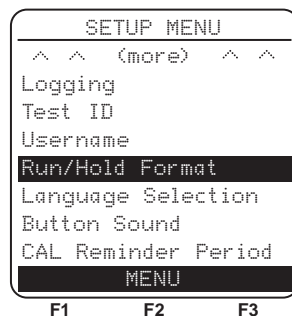 SETUP MENU
^ ^ (more) ^ ^
Logging
Test ID
Username
Run/Hold Format
Language Selection
Button Sound
CAL Reminder Period
MENU
F1 F2 F3